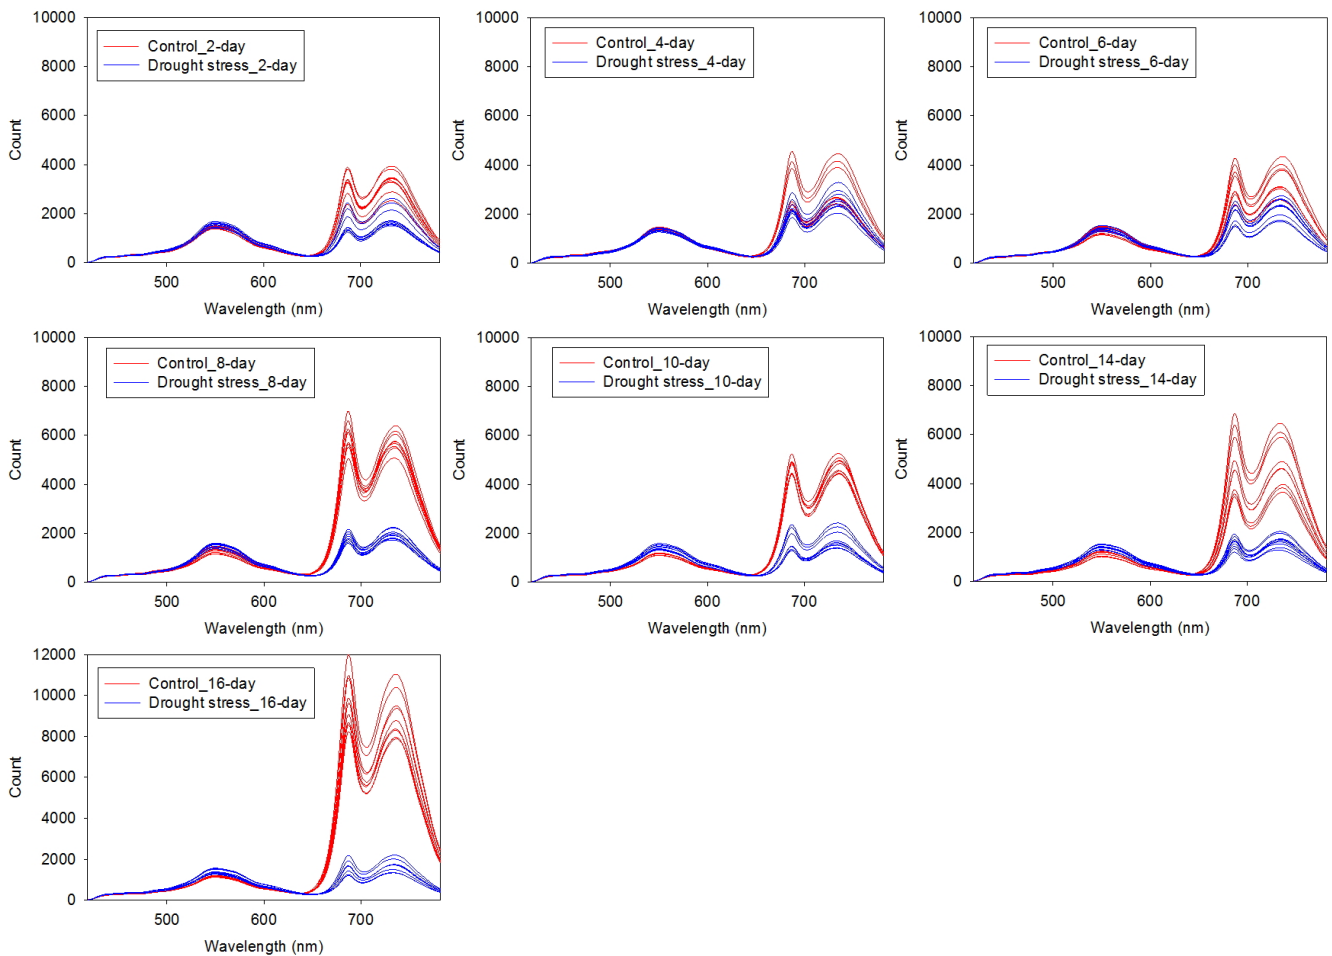 10000
8000
6000
4000
2000
0
Count
Control_2-day
Drought stress_2-day
500
600
700
Wavelength (nm)
10000
8000
6000
4000
2000
0
Count
Control_4-day
Drought stress_4-day
500
600
700
Wavelength (nm)
10000
8000
6000
4000
2000
0
Count
Control_6-day
Drought stress_6-day
500
600
700
Wavelength (nm)
10000
8000
6000
4000
2000
0
Count
Control_8-day
Drought stress_8-day
500
600
700
Wavelength (nm)
10000
8000
6000
4000
2000
0
Count
Control_10-day
Drought stress_10-day
500
600
700
Wavelength (nm)
10000
8000
6000
4000
2000
0
Count
Control_14-day
Drought stress_14-day
500
600
700
Wavelength (nm)
12000
10000
8000
6000
4000
2000
0
Count
Control_16-day
Drought stress_16-day
500
600
700
Wavelength (nm)